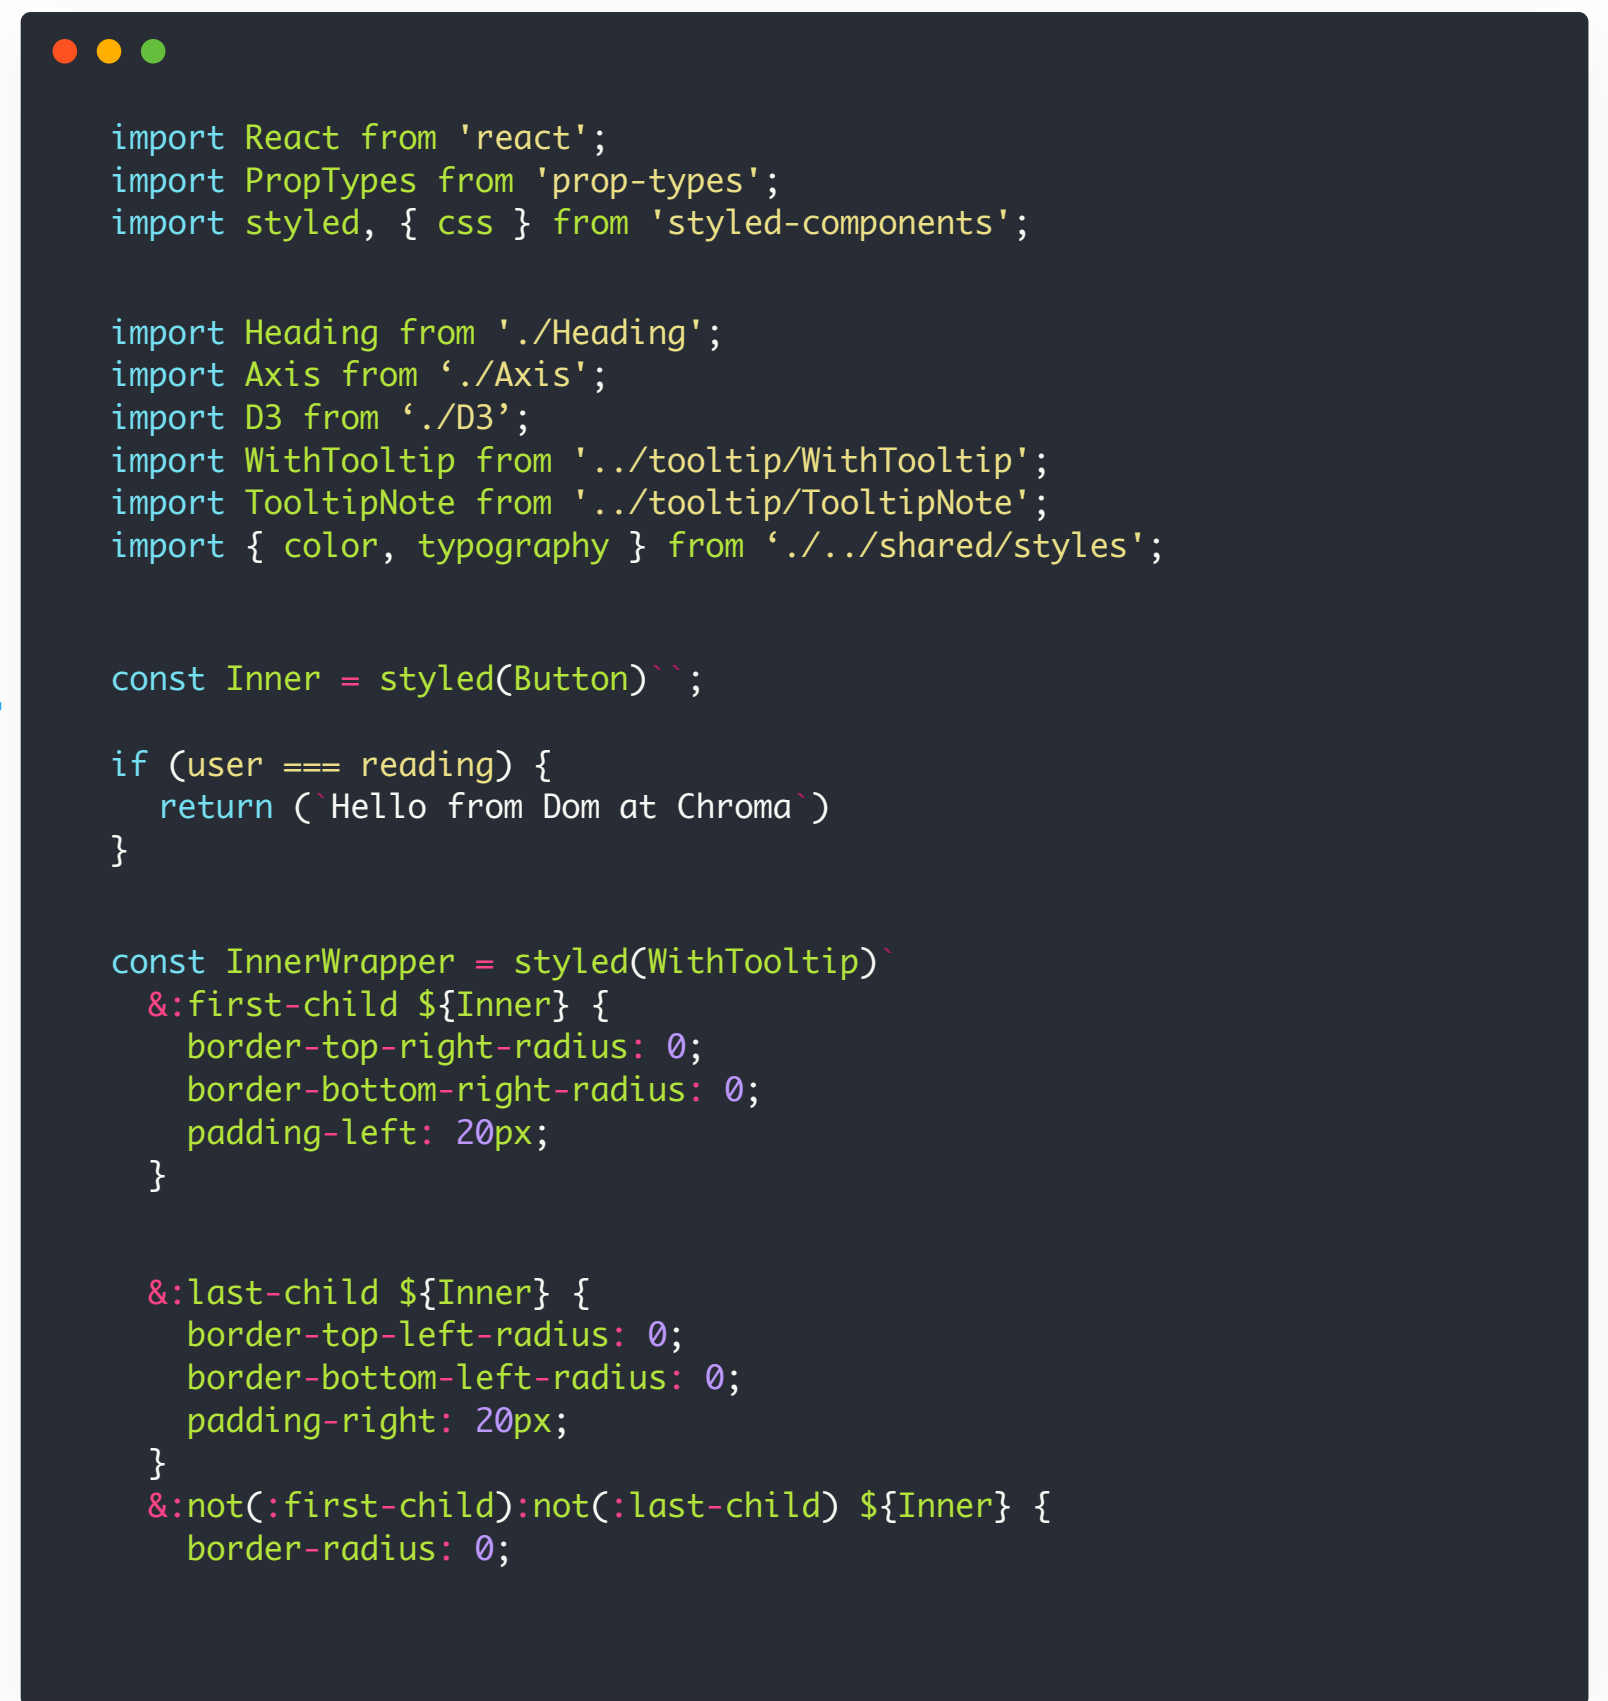 import React from 'react';
import PropTypes from 'prop-types';
import styled, { css } from 'styled-components';
import Heading from './Heading';
import Axis from ‘./Axis';
import D3 from ‘./D3’;
import WithTooltip from '../tooltip/WithTooltip';
import TooltipNote from '../tooltip/TooltipNote';
import { color, typography } from ‘./../shared/styles';
const Inner = styled(Button)``;
if (user === reading) {
return (`Hello from Dom at Chroma`)
}
const InnerWrapper = styled(WithTooltip)`
&:first-child ${Inner} {
border-top-right-radius: 0;
border-bottom-right-radius: 0;
padding-left: 20px;
}
&:last-child ${Inner} {
border-top-left-radius: 0;
border-bottom-left-radius: 0;
padding-right: 20px;
}
&:not(:first-child):not(:last-child) ${Inner} {
border-radius: 0;